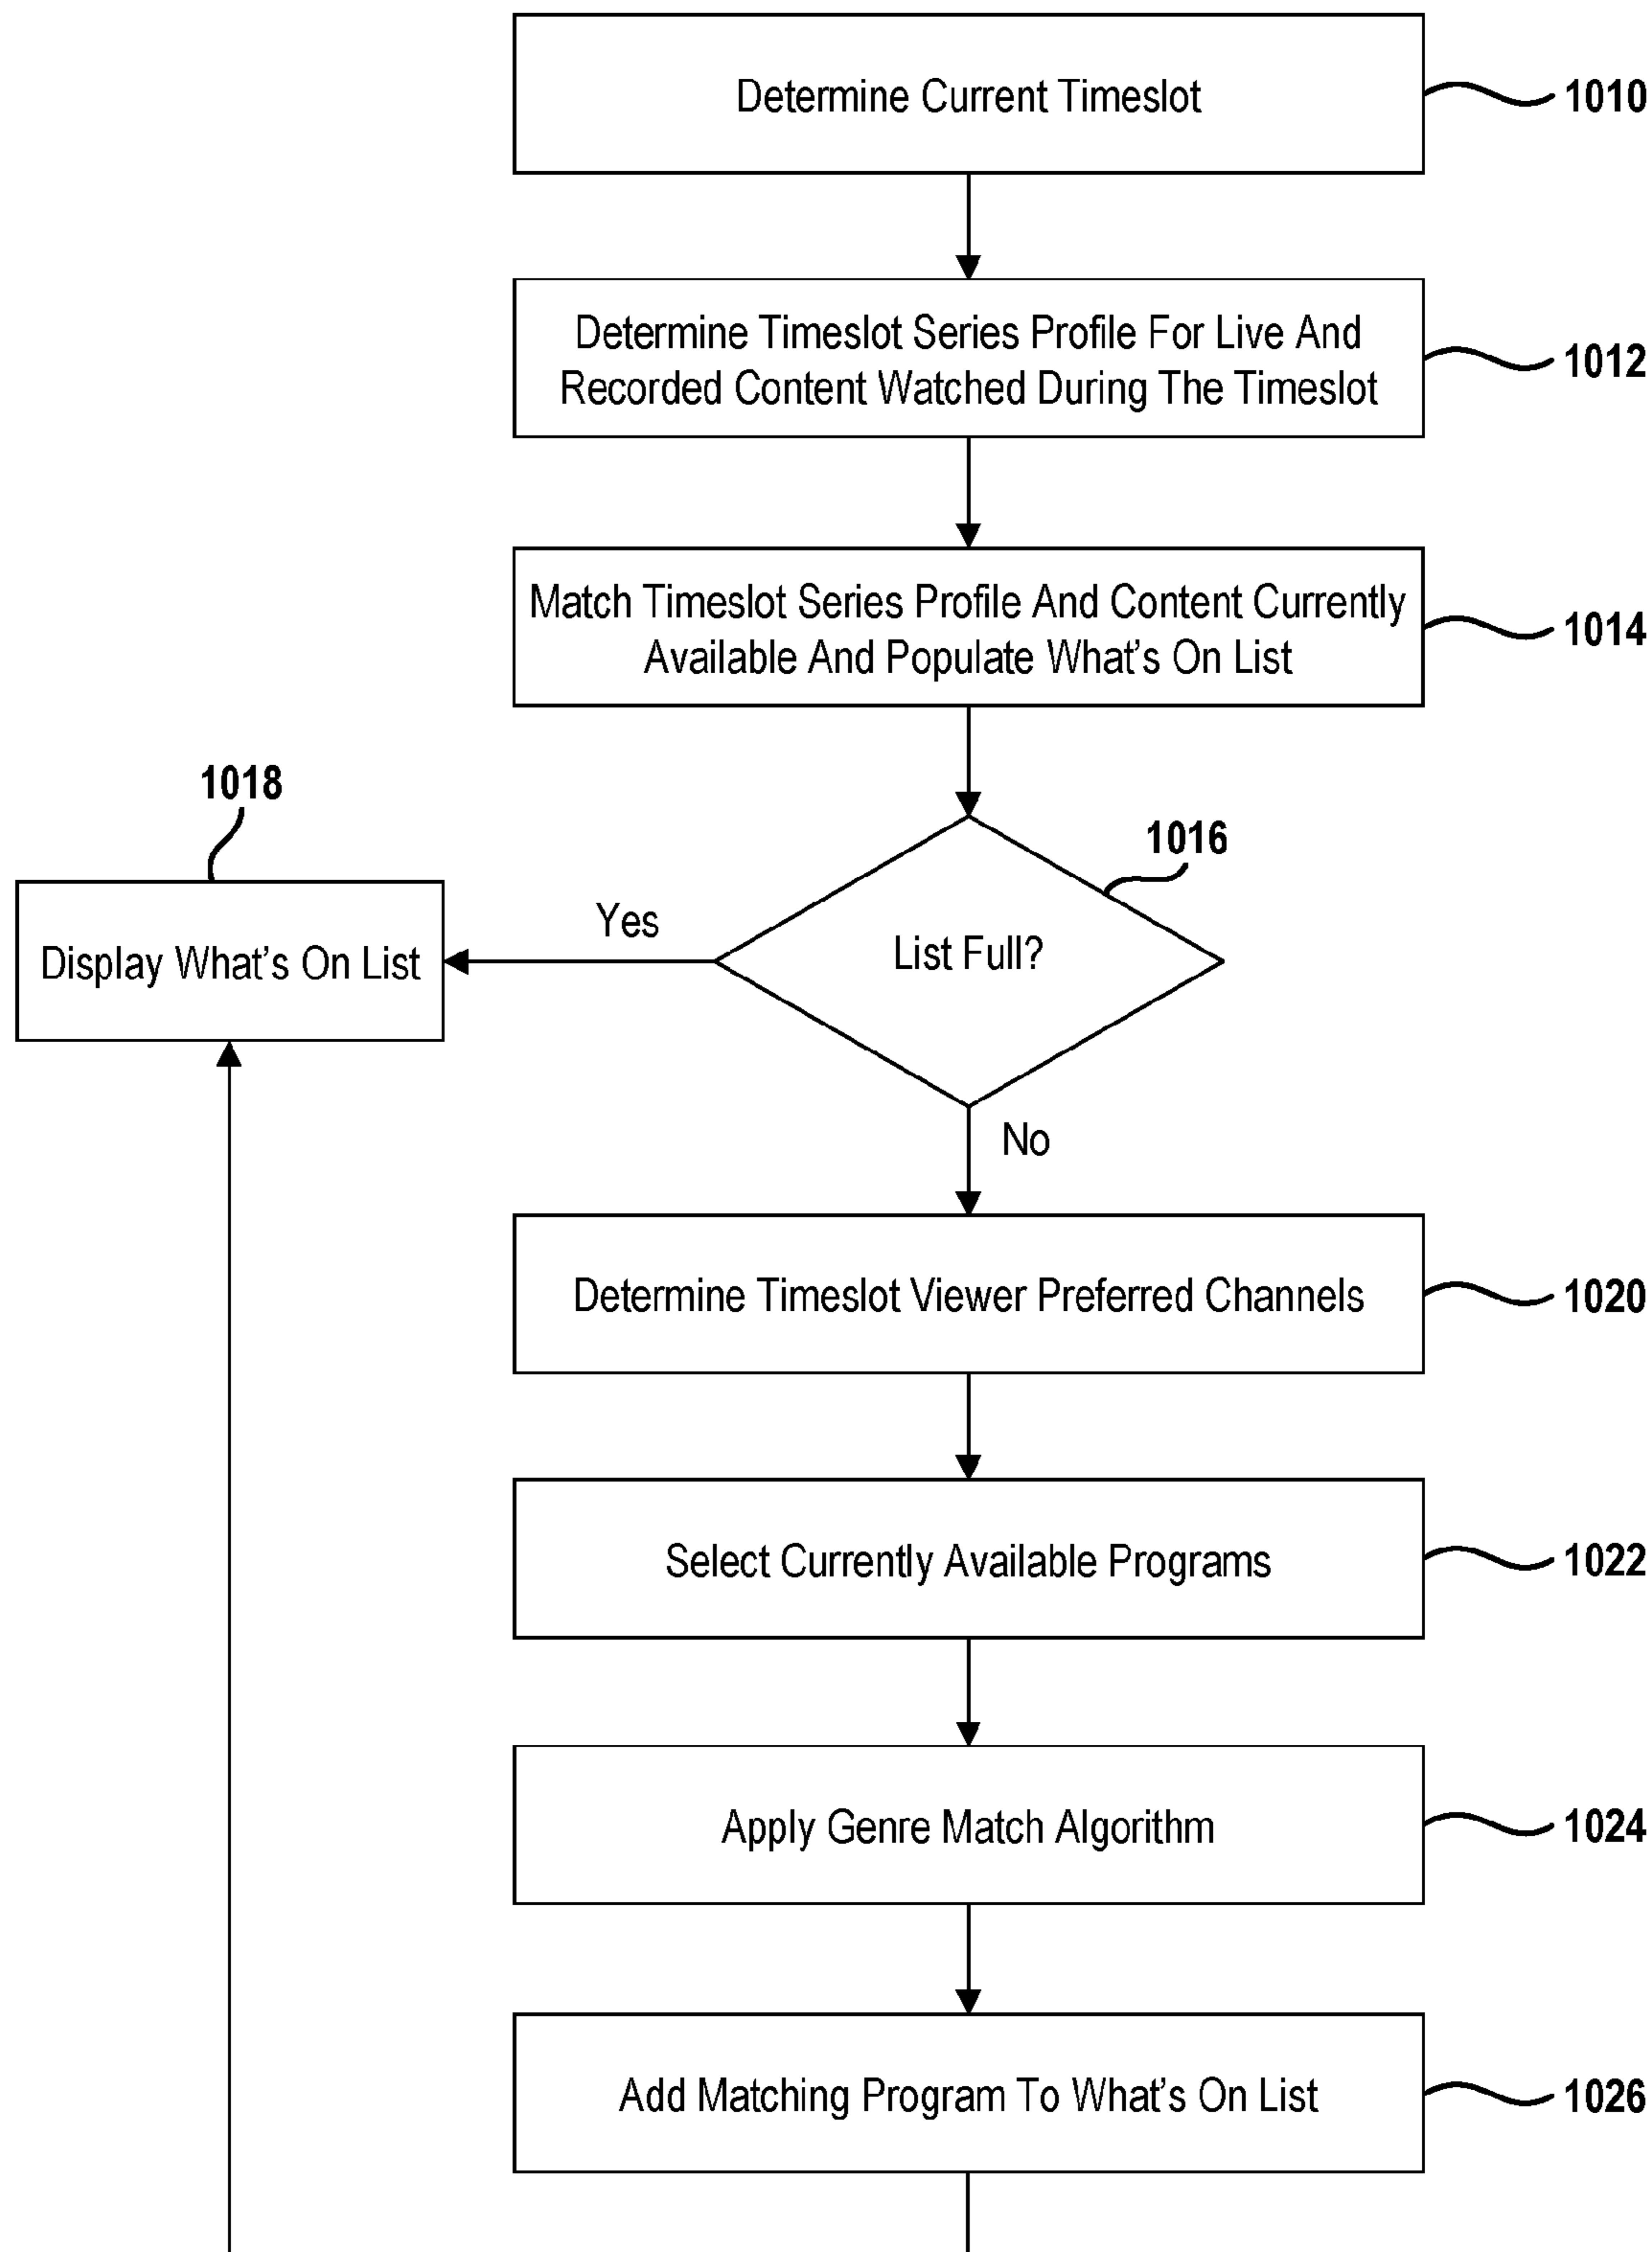 Determine Current Timeslot
1010
Determine Timeslot Series Profile For Live And
Recorded Content Watched During The Timeslot
1012
Match Timeslot Series Profile And Content Currently
Available And Populate What's On List
1014
1018
1016
Yes
Display What's On List
List Full?
No
Determine Timeslot Viewer Preferred Channels
1020
Select Currently Available Programs
1022
Apply Genre Match Algorithm
1024
Add Matching Program To What's On List
1026